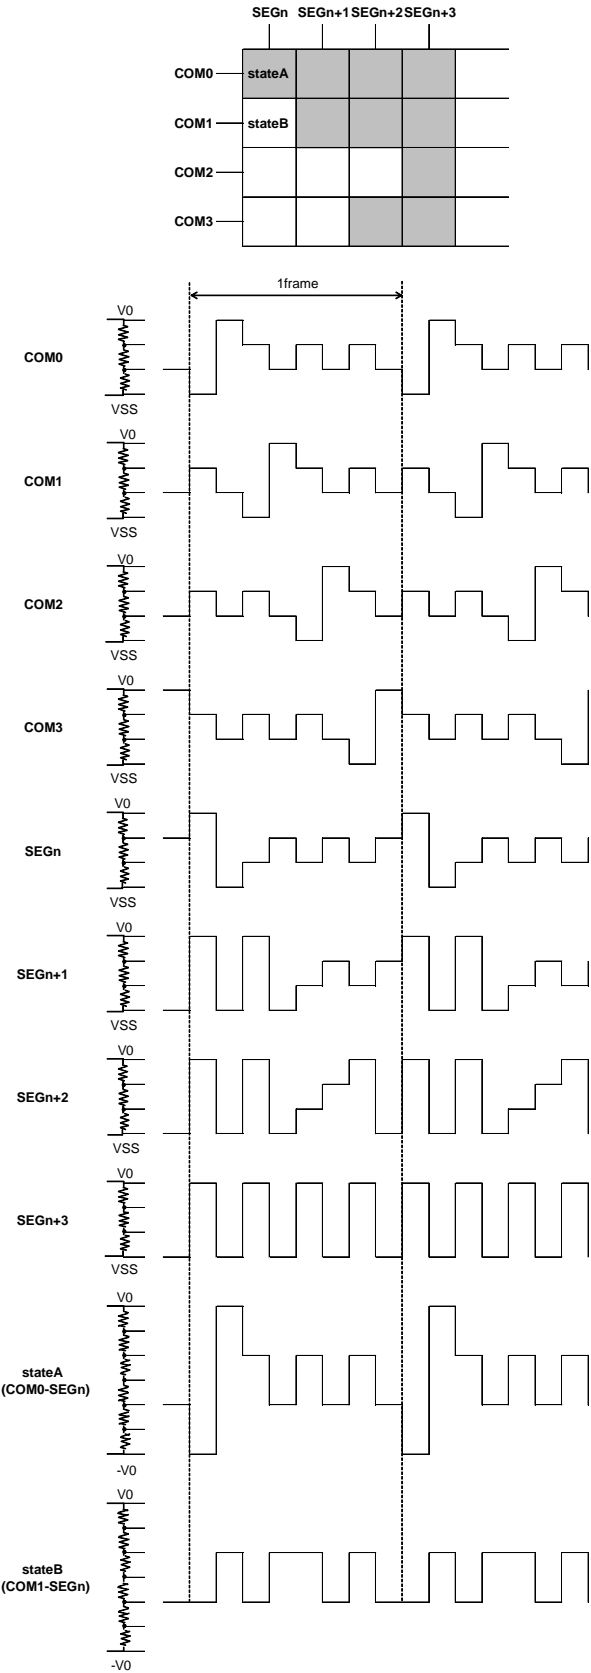 SEGn SEGn+1 SEGn+2 SEGn+3
COM0 stateA
COM1 stateB
COM2
COM3
1frame
V0
COM0
VSS
V0
COM1
VSS
V0
COM2
VSS
V0
COM3
VSS
V0
SEGn
VSS
V0
SEGn+1
VSS
V0
SEGn+2
VSS
V0
SEGn+3
VSS
V0
stateA
(COM0-SEGn)
-V0
V0
stateB
(COM1-SEGn)
-V0